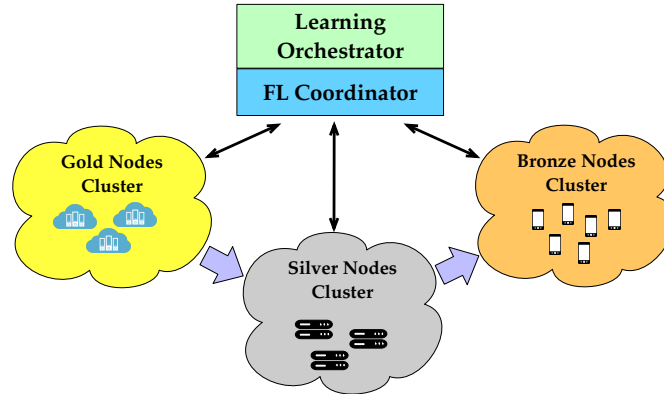 Learning
Orchestrator
FL Coordinator
Gold Nodes
Cluster
Silver Nodes
Cluster
Bronze Nodes
Cluster